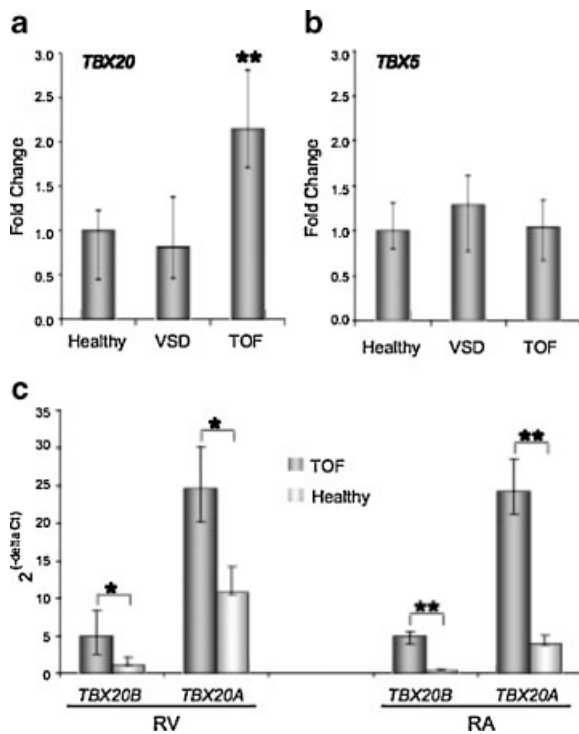 a
TBX20
**
Fold Change
3.0
2.5
2.0
1.5
1.0
0.5
0.0
Healthy VSD TOF
b
TBX5
Fold Change
3.0
2.5
2.0
1.5
1.0
0.5
0.0
Healthy VSD TOF
c
2^(-delta Ct)
35
30
25
20
15
10
5
0
*
*
**
**
TOF
Healthy
TBX20B TBX20A TBX20B TBX20A
RV RA